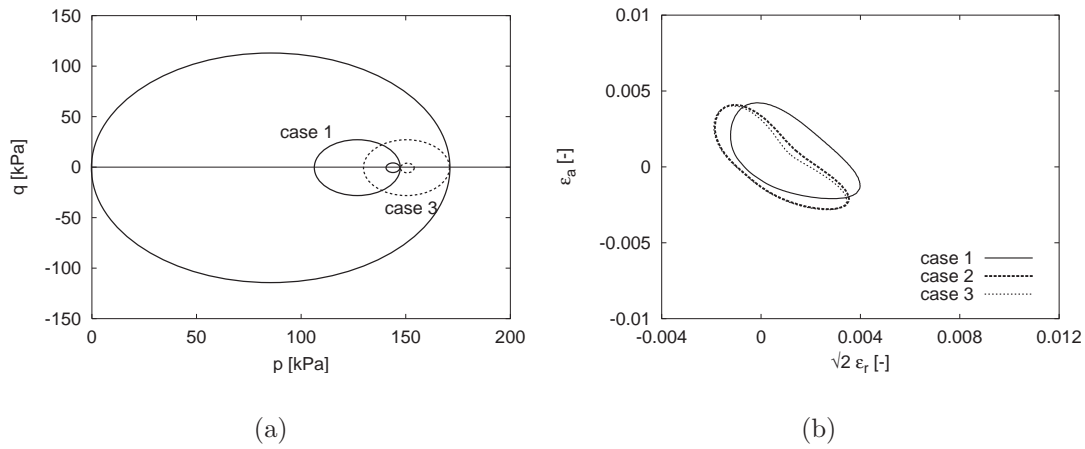 150
100
50
0
-50
-100
-150
0
50
100
150
200
q [kPa]
p [kPa]
case 1
case 3
(a)
0.01
0.005
0
-0.005
-0.01
-0.004
0
0.004
0.008
0.012
εa [-]
√2 εr [-]
case 1
case 2
case 3
(b)